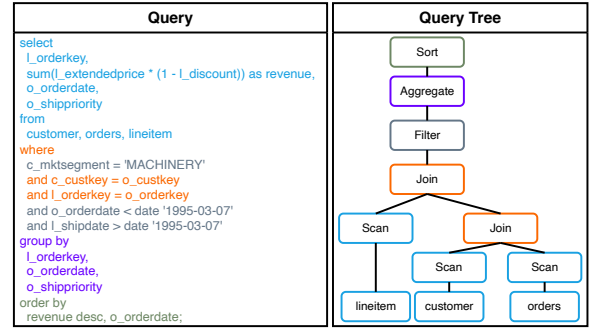 Query
select
l_orderkey,
sum(l_extendedprice * (1 - l_discount)) as revenue,
o_orderdate,
o_shippriority
from
customer, orders, lineitem
where
c_mktsegment = 'MACHINERY'
and c_custkey = o_custkey
and l_orderkey = o_orderkey
and o_orderdate < date '1995-03-07'
and l_shipdate > date '1995-03-07'
group by
l_orderkey,
o_orderdate,
o_shippriority
order by
revenue desc, o_orderdate;
Query Tree
Sort
Aggregate
Filter
Join
Scan
Join
Scan
Scan
lineitem
customer
orders